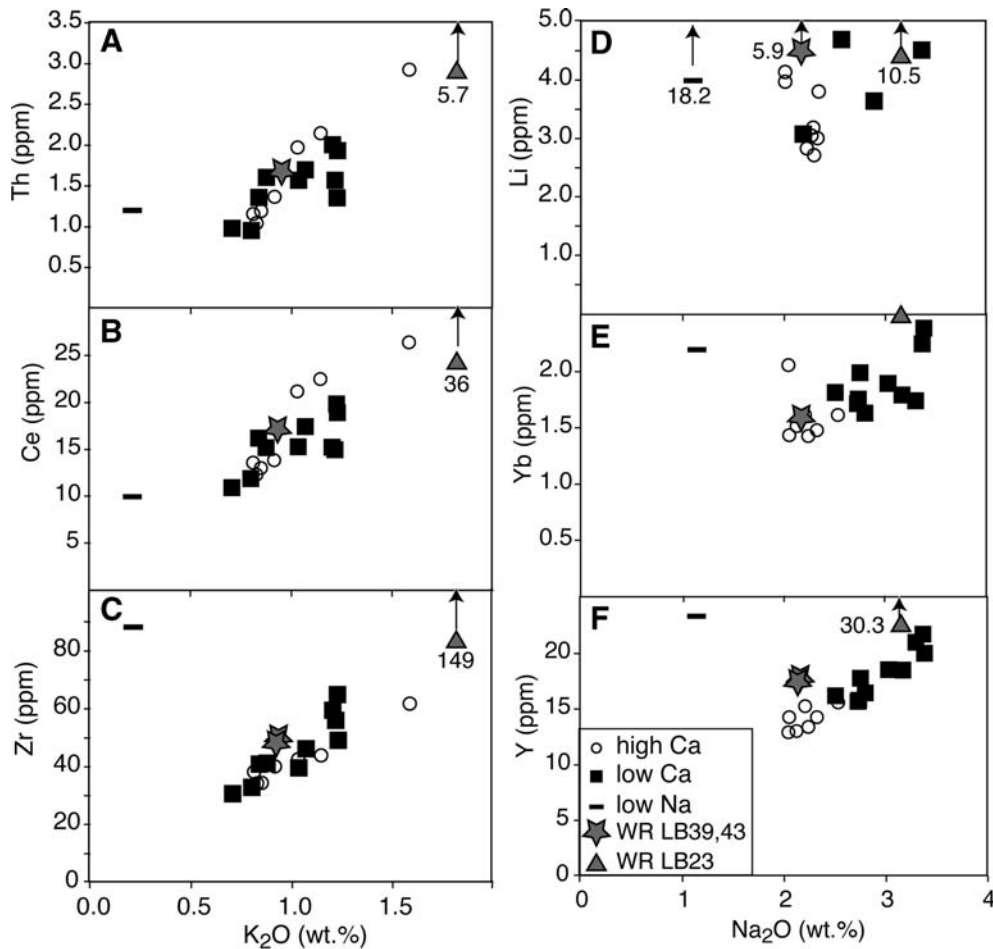 A
Th (ppm)
3.5
3.0
2.5
2.0
1.5
1.0
0.5
5.7
B
Ce (ppm)
25
20
15
10
5
36
C
Zr (ppm)
80
60
40
20
0
149
0.0 0.5 1.0 1.5
K2O (wt.%)
D
Li (ppm)
5.0
4.0
3.0
2.0
1.0
18.2
5.9
10.5
E
Yb (ppm)
2.0
1.5
1.0
0.5
F
Y (ppm)
20
15
10
5
0
30.3
high Ca
low Ca
low Na
WR LB39,43
WR LB23
0 1 2 3 4
Na2O (wt.%)